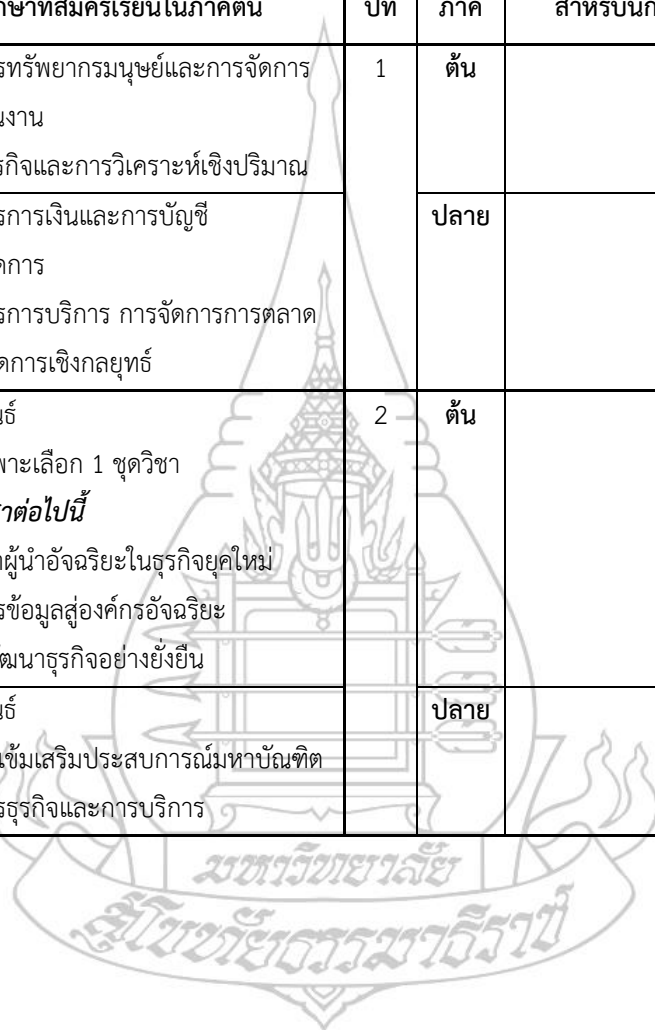 กษาที่สมัครเรียนในภาคต้น ปีที่ ภาค สำหรับนัก
รทรัพยากรมนุษย์และการจัดการ 1 ต้น
นงาน
รกิจและการวิเคราะห์เชิงปริมาณ
รการเงินและการบัญชี ปลาย
ดการ
รการบริการ การจัดการการตลาด
ดการเชิงกลยุทธ์
นธ์ 2 ต้น
พาะเลือก 1 ชุดวิชา
าต่อไปนี้
าผู้นำอัจฉริยะในธุรกิจยุคใหม่
รข้อมูลสู่องค์กรอัจฉริยะ
ัฒนาธุรกิจอย่างยั่งยืน
นธ์ ปลาย
เข้มเสริมประสบการณ์มหาบัณฑิต
รธุรกิจและการบริการ
มหาวิทยาลัย
สุโขทัยธรรมาธิราช